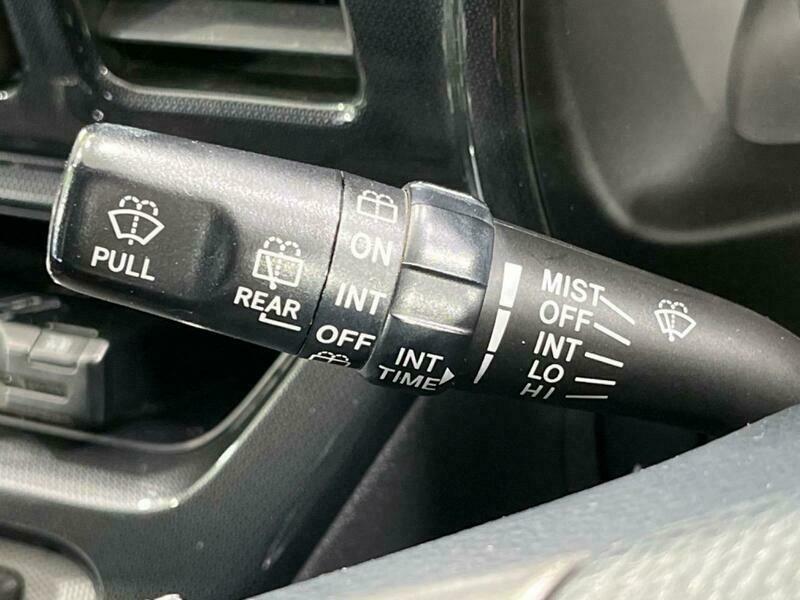 PULL
REAR
ON
INT
OFF
INT
TIME
MIST
OFF
INT
LO
HI